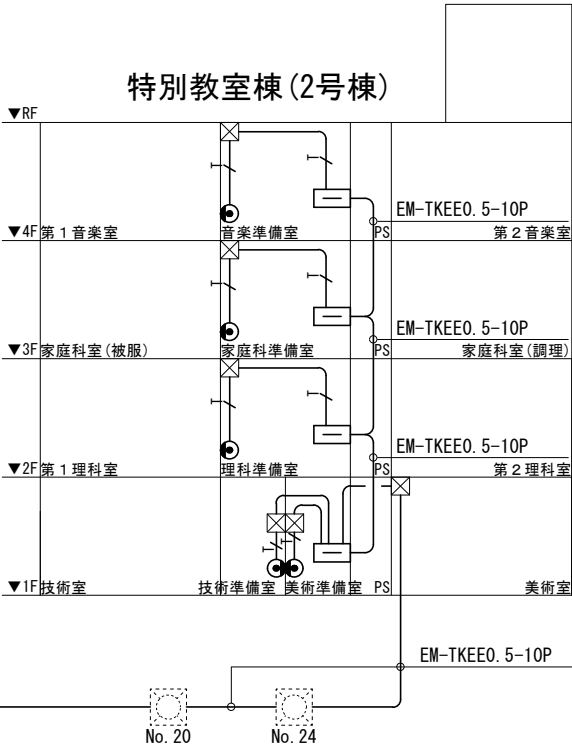 特別教室棟(2号棟)
▼RF
EM-TKEE0.5-10P
▼4F 第1音楽室 音楽準備室 PS 第2音楽室
EM-TKEE0.5-10P
▼3F 家庭科室(被服) 家庭科準備室 PS 家庭科室(調理)
EM-TKEE0.5-10P
▼2F 第1理科室 理科準備室 PS 第2理科室
▼1F 技術室 技術準備室 美術準備室 PS 美術室
EM-TKEE0.5-10P
No.20 No.24